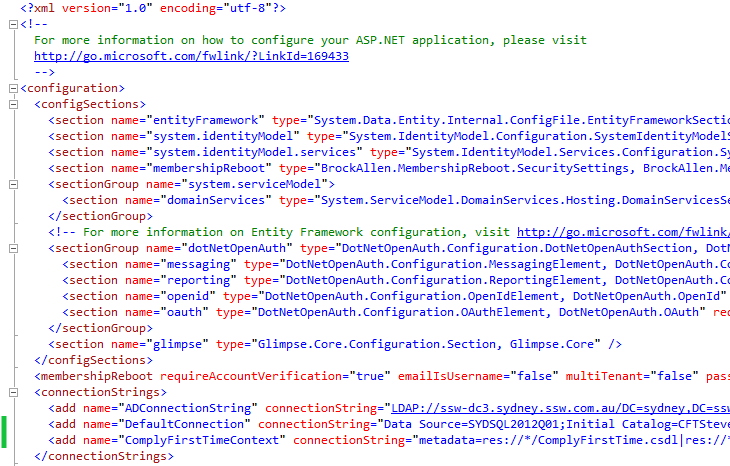 <?xml version="1.0" encoding="utf-8"?>
<!--
For more information on how to configure your ASP.NET application, please visit
http://go.microsoft.com/fwlink/?LinkId=169433
-->
<configuration>
<configSections>
<section name="entityFramework" type="System.Data.Entity.Internal.ConfigFile.EntityFrameworkSectio
<section name="system.identityModel" type="System.IdentityModel.Configuration.SystemIdentityModelS
<section name="system.identityModel.services" type="System.IdentityModel.Services.Configuration.Sy
<section name="membershipReboot" type="BrockAllen.MembershipReboot.SecuritySettings, BrockAllen.Me
<sectionGroup name="system.serviceModel">
<section name="domainServices" type="System.ServiceModel.DomainServices.Hosting.DomainServicesSe
</sectionGroup>
<!-- For more information on Entity Framework configuration, visit http://go.microsoft.com/fwlink/
<sectionGroup name="dotNetOpenAuth" type="DotNetOpenAuth.Configuration.DotNetOpenAuthSection, DotN
<section name="messaging" type="DotNetOpenAuth.Configuration.MessagingElement, DotNetOpenAuth.Co
<section name="reporting" type="DotNetOpenAuth.Configuration.ReportingElement, DotNetOpenAuth.Co
<section name="openid" type="DotNetOpenAuth.Configuration.OpenIdElement, DotNetOpenAuth.OpenId"
<section name="oauth" type="DotNetOpenAuth.Configuration.OAuthElement, DotNetOpenAuth.OAuth" req
</sectionGroup>
<section name="glimpse" type="Glimpse.Core.Configuration.Section, Glimpse.Core" />
</configSections>
<membershipReboot requireAccountVerification="true" emailIsUsername="false" multiTenant="false" pass
<connectionStrings>
<add name="ADConnectionString" connectionString="LDAP://ssw-dc3.sydney.ssw.com.au/DC=sydney,DC=ssw
<add name="DefaultConnection" connectionString="Data Source=SYDSQL2012Q01;Initial Catalog=CFTSteve
<add name="ComplyFirstTimeContext" connectionString="metadata=res://*/ComplyFirstTime.csdl|res://*
</connectionStrings>